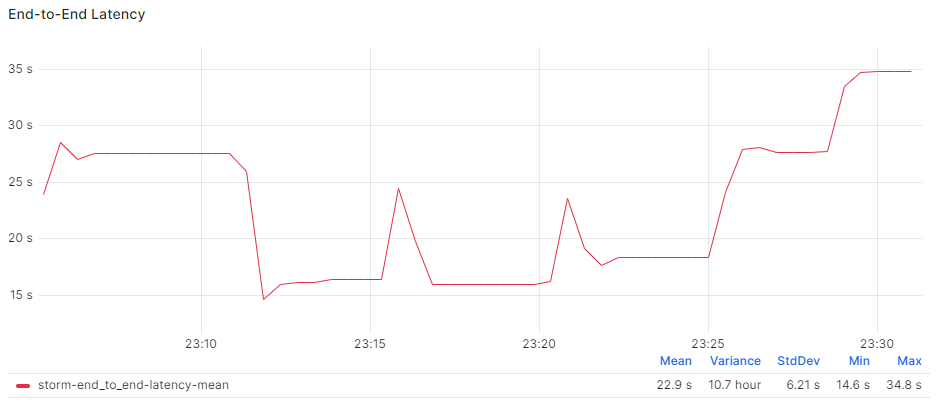 End-to-End Latency
35 s
30 s
25 s
20 s
15 s
23:10 23:15 23:20 23:25 23:30
Mean Variance StdDev Min Max
storm-end_to_end-latency-mean 22.9 s 10.7 hour 6.21 s 14.6 s 34.8 s